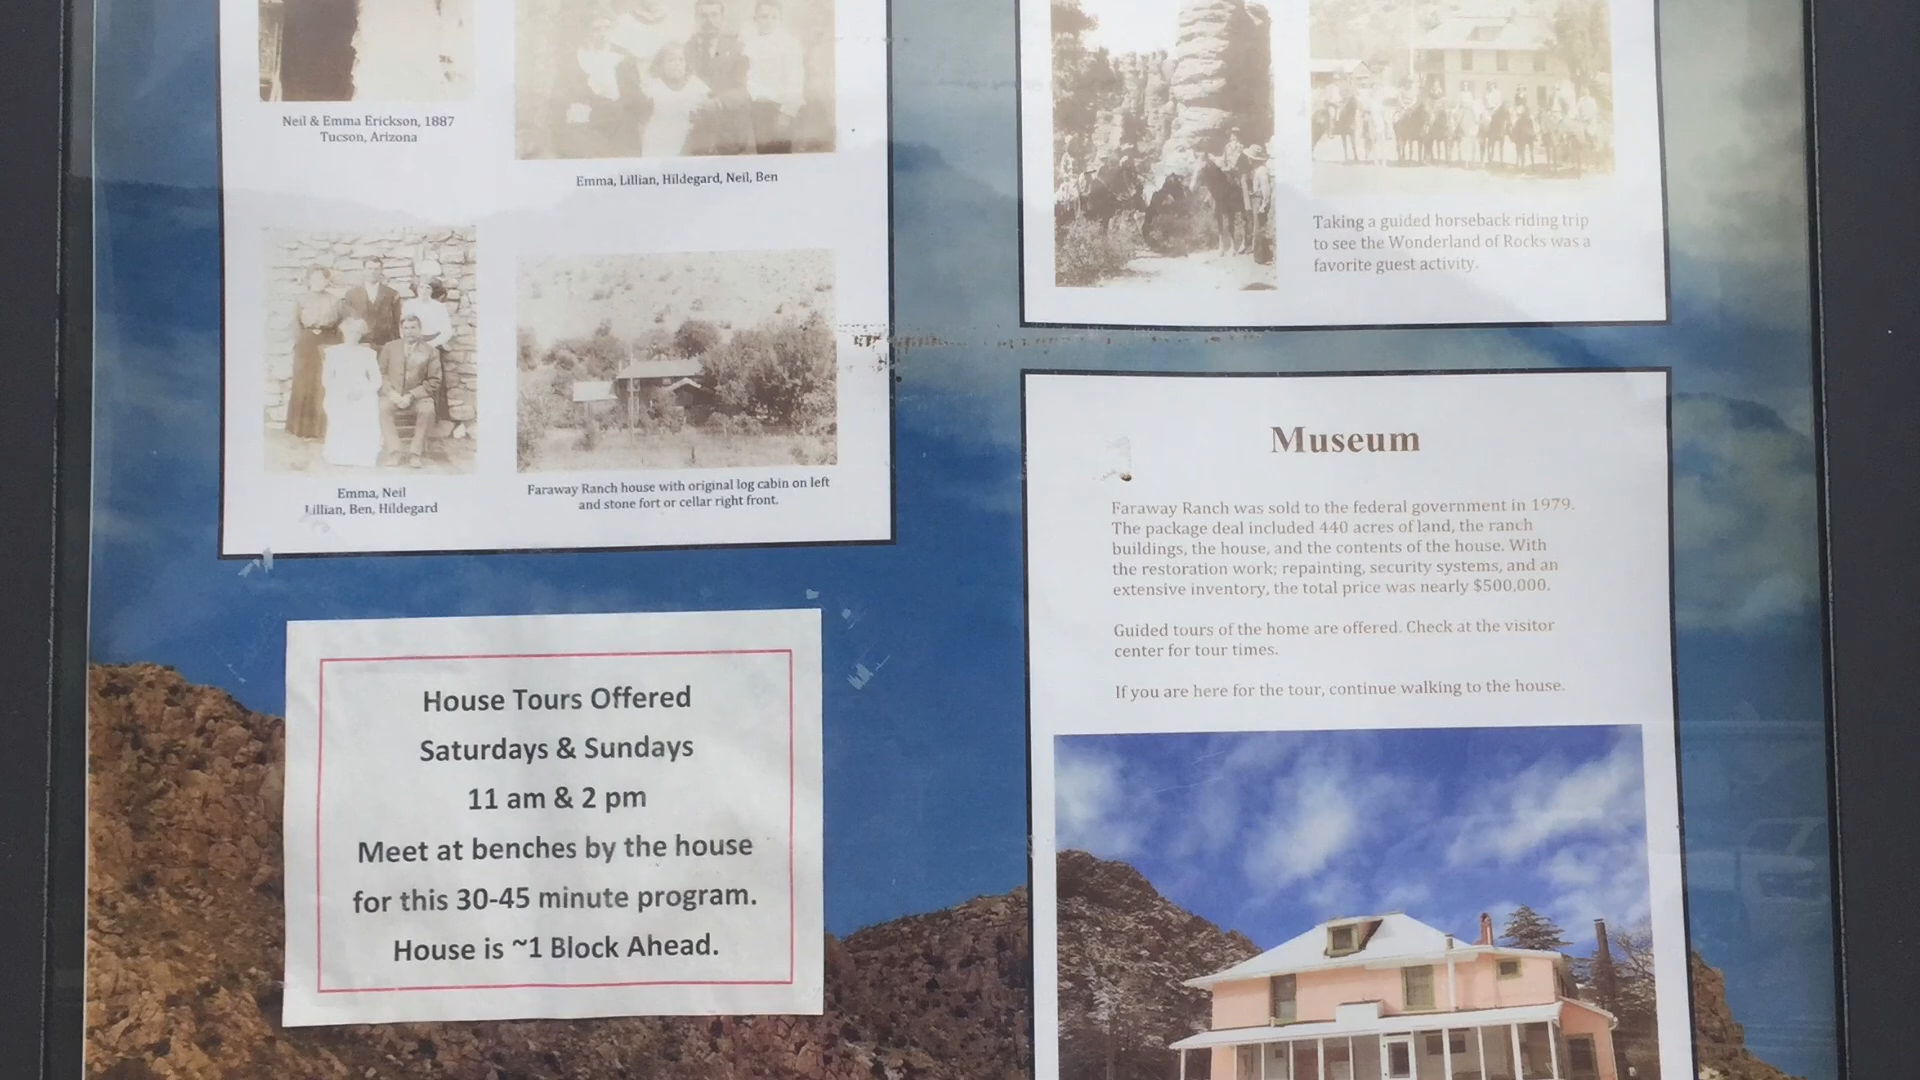 Neil & Emma Erickson, 1887
Tucson, Arizona
Emma, Lillian, Hildegard, Neil, Ben
Emma, Neil
Lillian, Ben, Hildegard
Faraway Ranch house with original log cabin on left
and stone fort or cellar right front.
House Tours Offered
Saturdays & Sundays
11 am & 2 pm
Meet at benches by the house
for this 30-45 minute program.
House is ~1 Block Ahead.
Taking a guided horseback riding trip
to see the Wonderland of Rocks was a
favorite guest activity.
Museum
Faraway Ranch was sold to the federal government in 1979.
The package deal included 440 acres of land, the ranch
buildings, the house, and the contents of the house. With
the restoration work; repainting, security systems, and an
extensive inventory, the total price was nearly $500,000.
Guided tours of the home are offered. Check at the visitor
center for tour times.
If you are here for the tour, continue walking to the house.